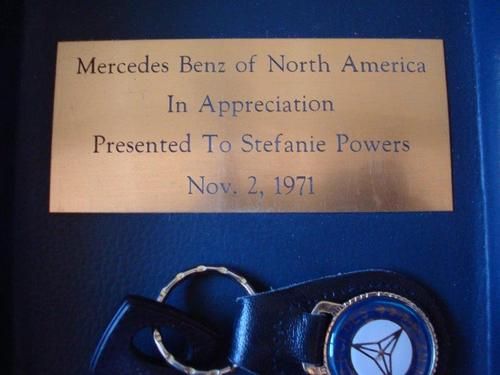 Mercedes Benz of North America
In Appreciation
Presented To Stefanie Powers
Nov. 2, 1971